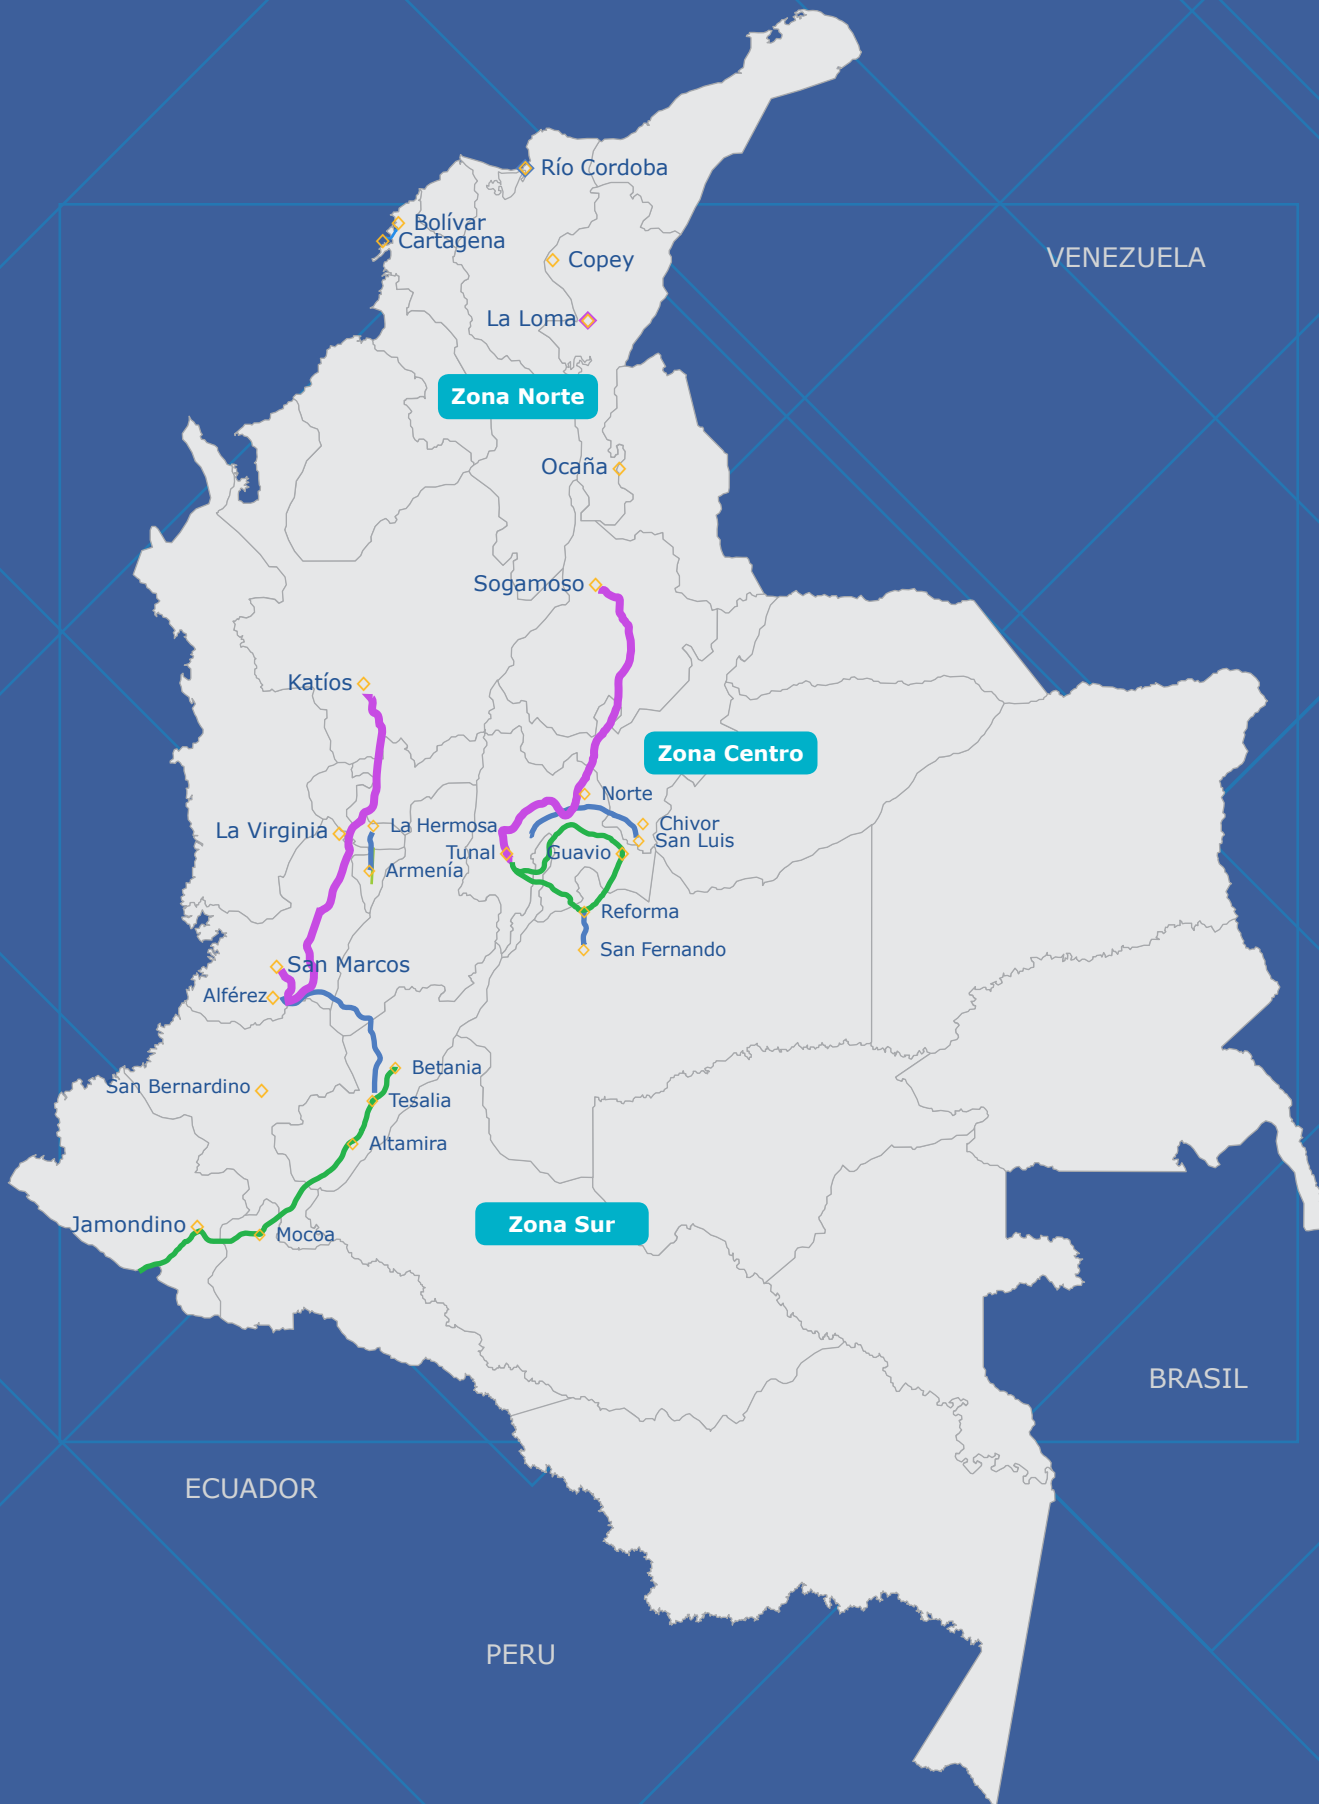 Río Cordoba
Bolívar
Cartagena
VENEZUELA
Copey
La Loma
Zona Norte
Ocaña
Sogamoso
Katíos
Zona Centro
Norte
La Hermosa
Chivor
La Virginia
San Luis
Tunal
Guavio
Armenía
Reforma
San Fernando
San Marcos
Alférez
Betania
San Bernardino
Tesalia
Altamira
Jamondino
Zona Sur
Mocoa
BRASIL
ECUADOR
PERU